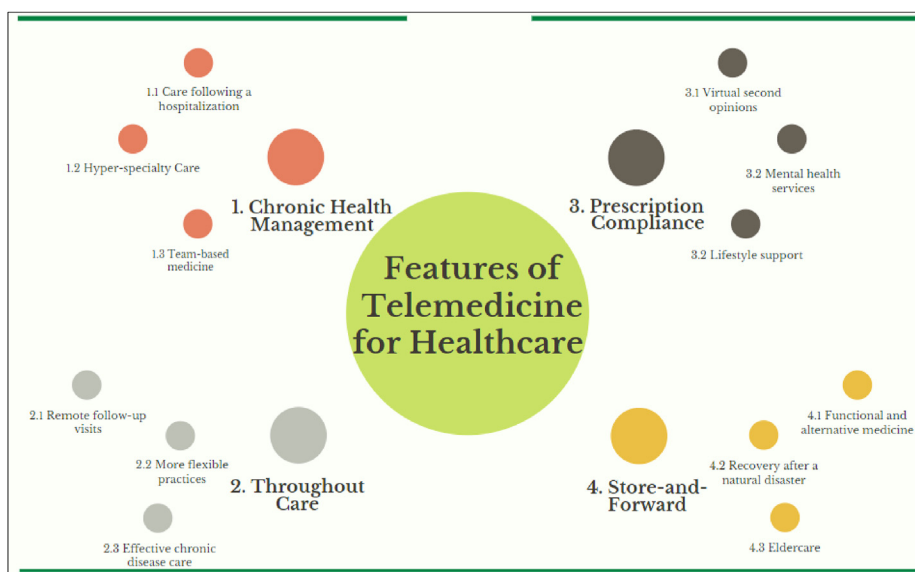 Features of
Telemedicine
for Healthcare
1. Chronic Health
Management
1.1 Care following a
hospitalization
1.2 Hyper-specialty Care
1.3 Team-based
medicine
2. Throughout
Care
2.1 Remote follow-up
visits
2.2 More flexible
practices
2.3 Effective chronic
disease care
3. Prescription
Compliance
3.1 Virtual second
opinions
3.2 Mental health
services
3.2 Lifestyle support
4. Store-and-
Forward
4.1 Functional and
alternative medicine
4.2 Recovery after a
natural disaster
4.3 Eldercare